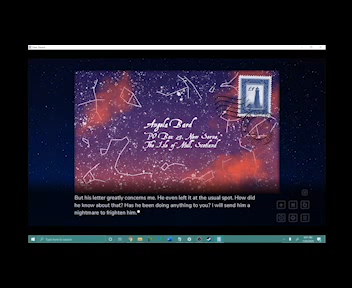 Angela Bard
PO Box 25, New Sarna,
The Isle of Mull, Scotland
But his letter greatly concerns me. He even left it at the usual spot. How did
he know about that? Has he been doing anything to you? I will send him a
nightmare to frighten him.